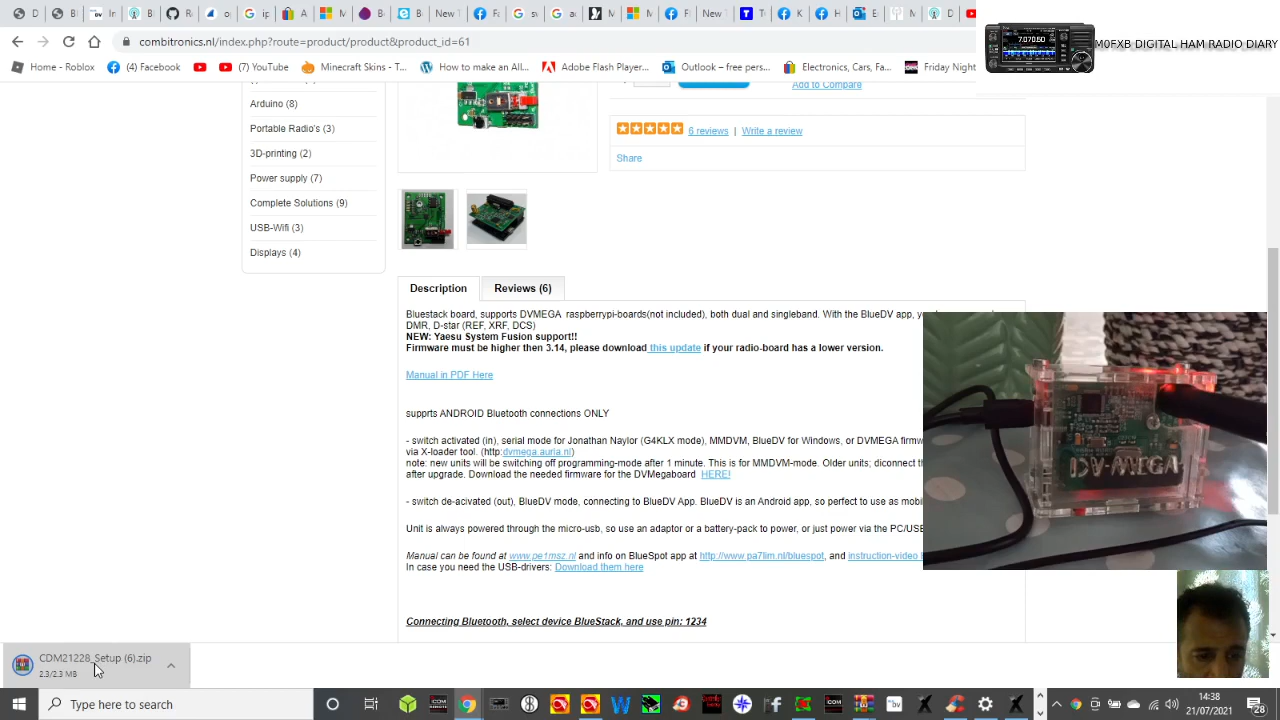 combitronics.nl/index.php?
product&product_id=61
7.070.50
M0FXB DIGITAL HAM RADIO DIARY
Home - Ro
(4)
How to make an Alt...
Task Plan Player...
Outlook – free pers
Electronics, Cars, Fa...
Friday Night
Add to Compare
Arduino (8)
Portable Radio's (3)
3D-printing (2)
Power supply (7)
Complete Solutions (9)
USB-Wifi (3)
Displays (4)
6 reviews | Write a review
Share
Description
Reviews (6)
Bluestack board, supports DVMEGA raspberrypi-boards(not included), both dual and singleband. With the BlueDV app,
DMR, D-star (REF, XRF, DCS)
NEW: Yaesu System Fusion support!!
Firmware must be higher then 3.14, please download this update if your radio-board has a lower version.
Manual in PDF Here
supprts ANDROID Bluetooth connections ONLY
- switch activated (in), serial mode for Jonathan Naylor (G4KLX mode), MMDVM, BlueDV for Windows, or DVMEGA firmw
via X-loader tool. (http:dvmega.auria.nl)
note: new units will be switching off programming-mode after 1 minute. This is for MMDVM-mode. Older units; diconnect
after upgrade. Download the needed firmware for the DVMegaboard HERE!
- switch de-activated (out), BlueDV mode, connecting to BlueDV App. BlueDV is an Android app, so perfect to use as mobil
Unit is always powered through the micro-usb, so use an adaptor or a battery-pack to power, or just power via the PC/USB
Manual can be found at www.pe1msz.nl and info on BlueSpot app at http://www.pa7lim.nl/bluespot, and instruction-video
In case you need the USB-drivers: Download them here
Connecting Bluetooth, select device BlueStack, and use pin: 1234
DV-MEGA
CDM21228_Setup (6).zip
2.3/2.3 MB
Type here to search
14:38
21/07/2021
28